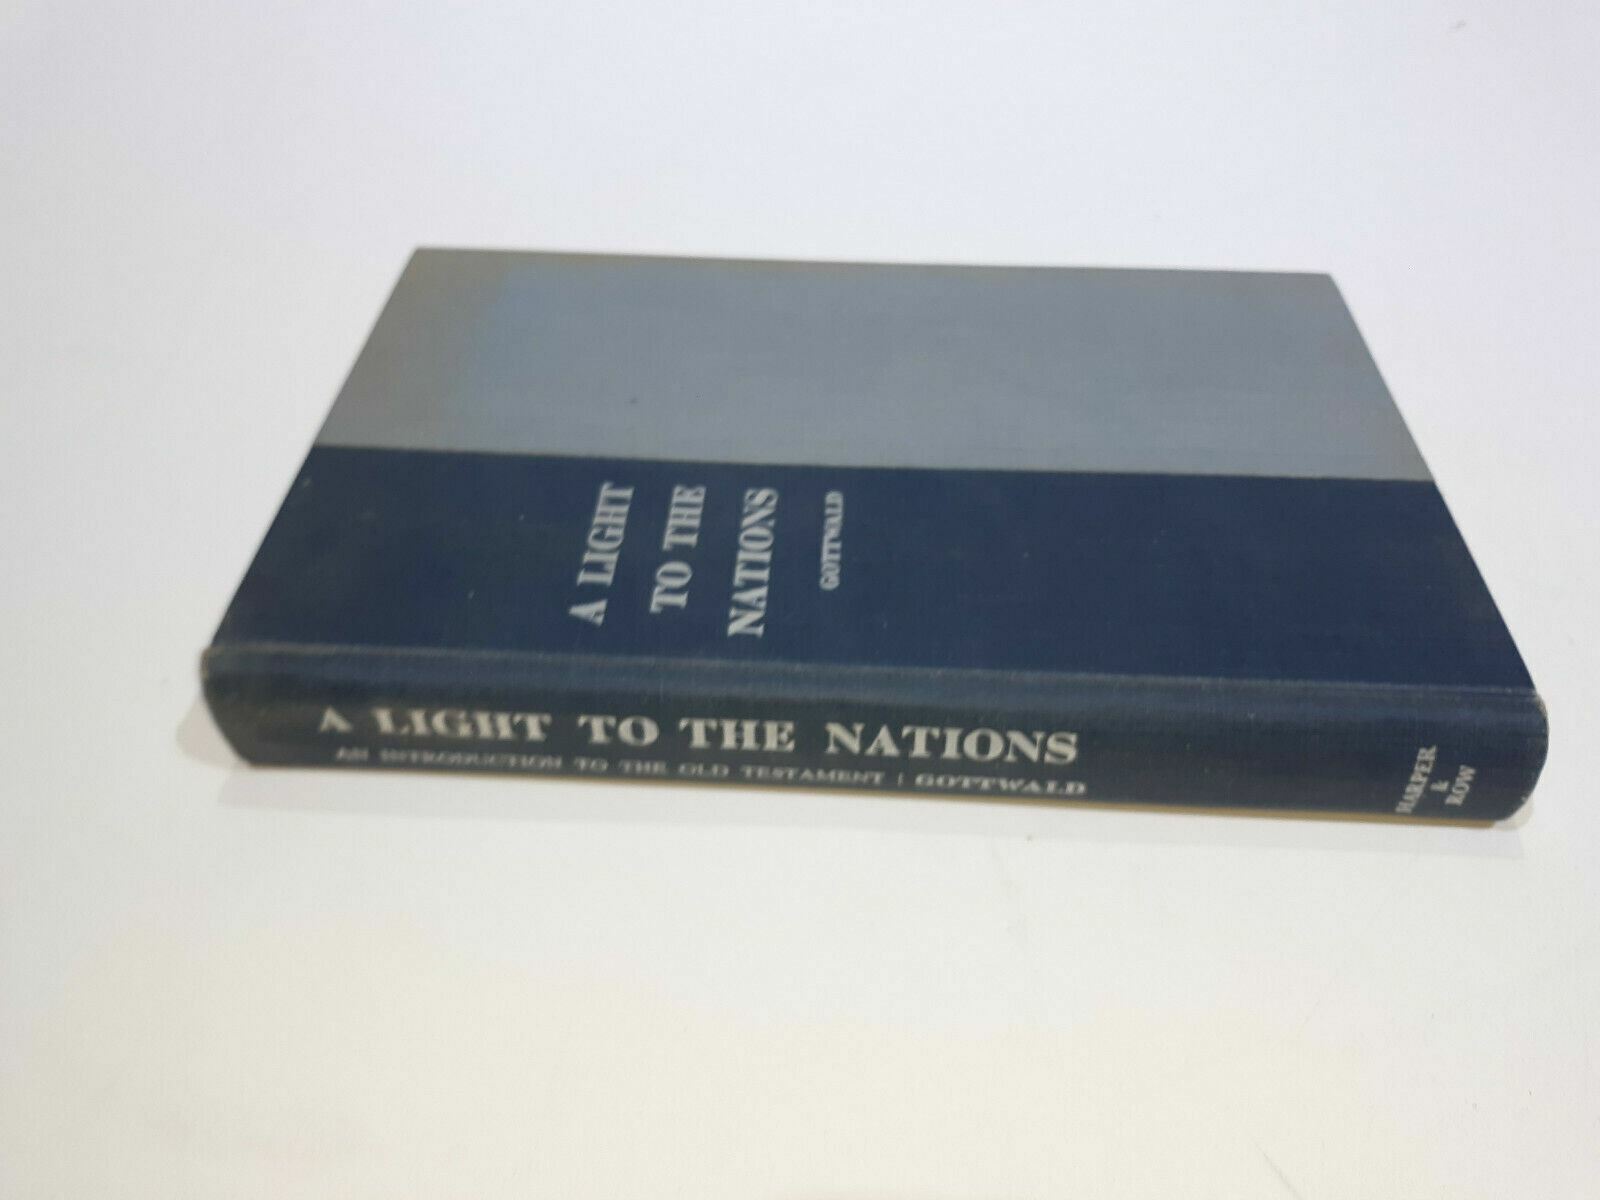 A LIGHT
TO THE
NATIONS
GOTTWALD
A LIGHT TO THE NATIONS
AN INTRODUCTION TO THE OLD TESTAMENT | GOTTWALD
HARPER
&
ROW